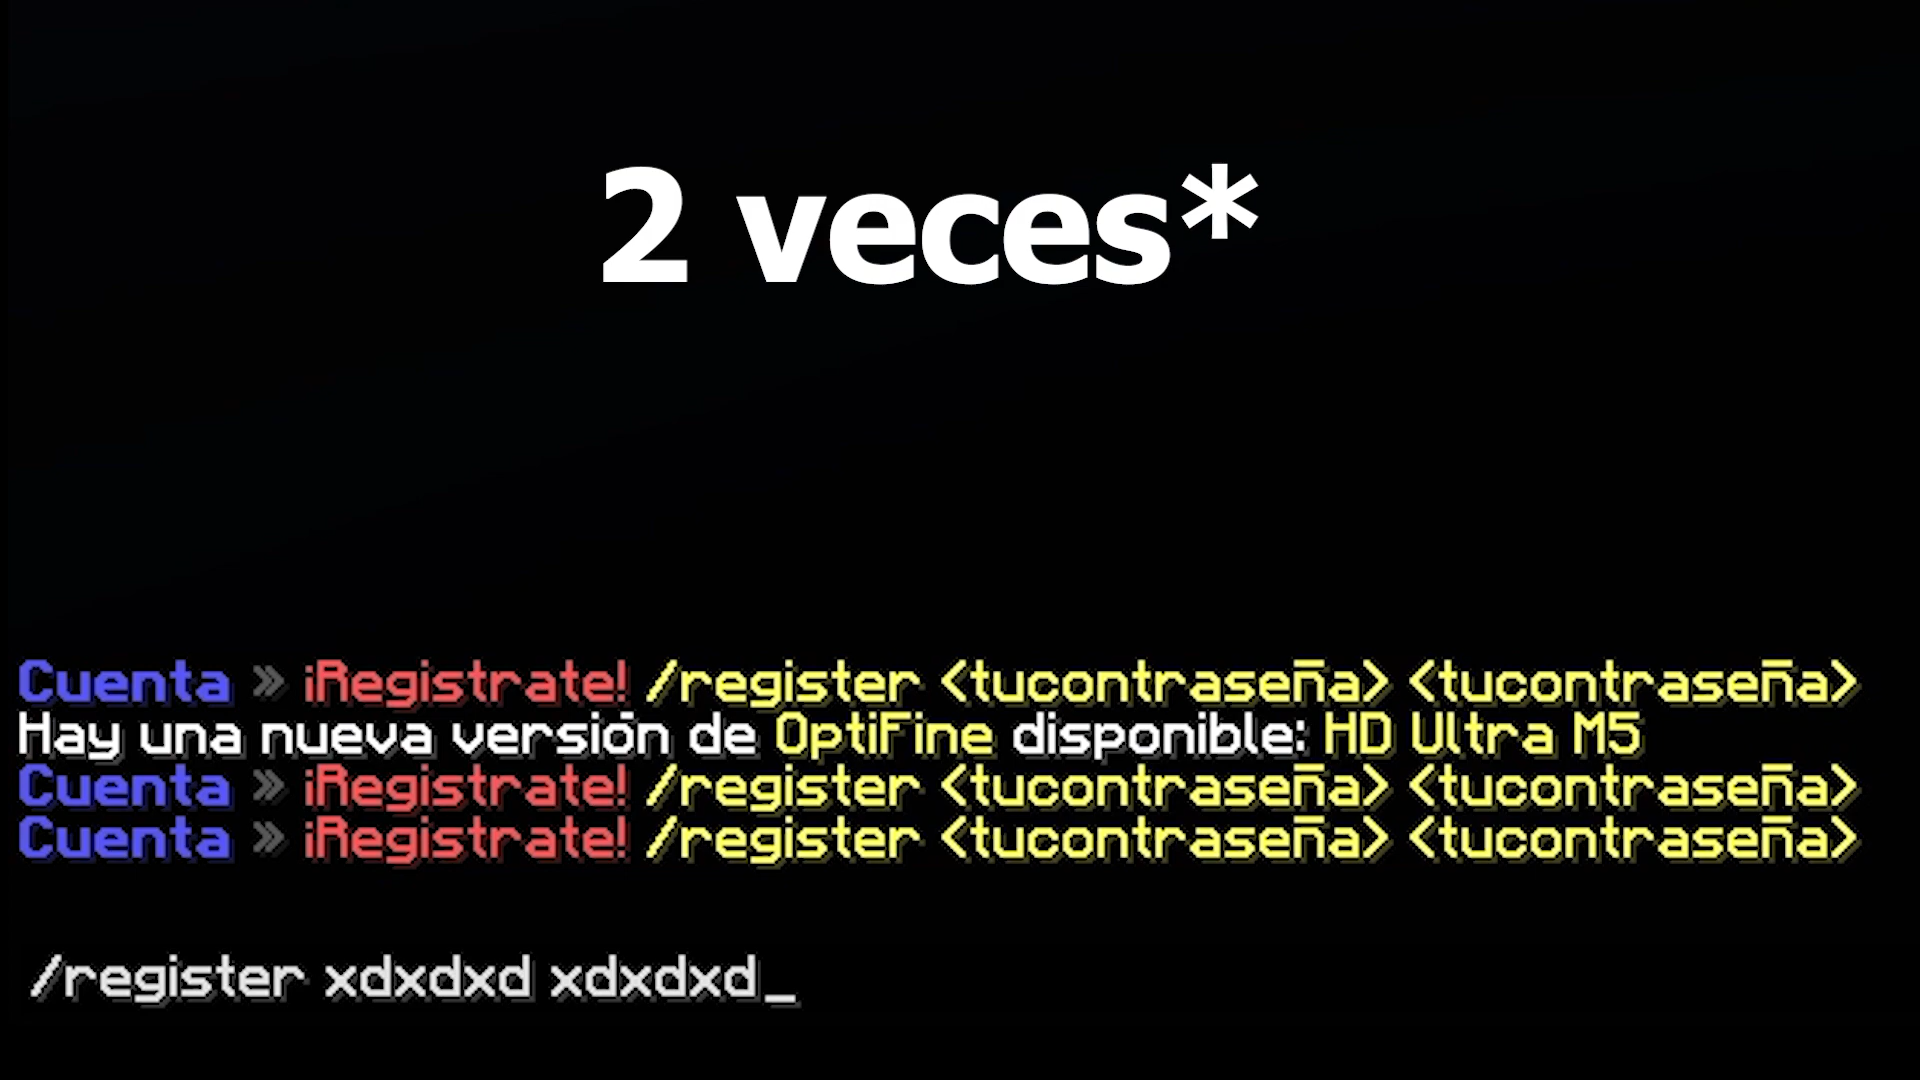 2 veces*
Cuenta » ¡Registrate! /register <tucontraseña> <tucontraseña>
Hay una nueva versión de OptiFine disponible: HD Ultra M5
Cuenta » ¡Registrate! /register <tucontraseña> <tucontraseña>
Cuenta » ¡Registrate! /register <tucontraseña> <tucontraseña>
/register xdxdxd xdxdxd_